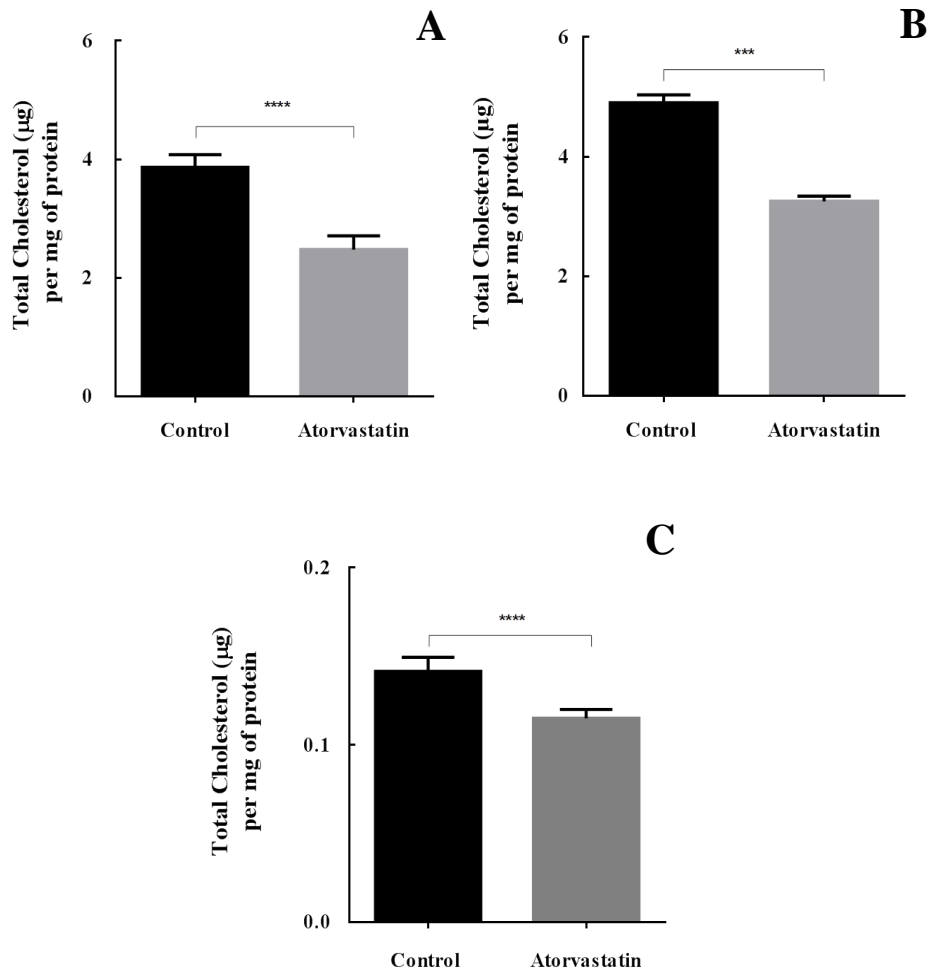 A
6
4
2
0
Total Cholesterol (µg)
per mg of protein
****
Control Atorvastatin
B
6
4
2
0
Total Cholesterol (µg)
per mg of protein
***
Control Atorvastatin
C
0.2
0.1
0.0
Total Cholesterol (µg)
per mg of protein
****
Control Atorvastatin